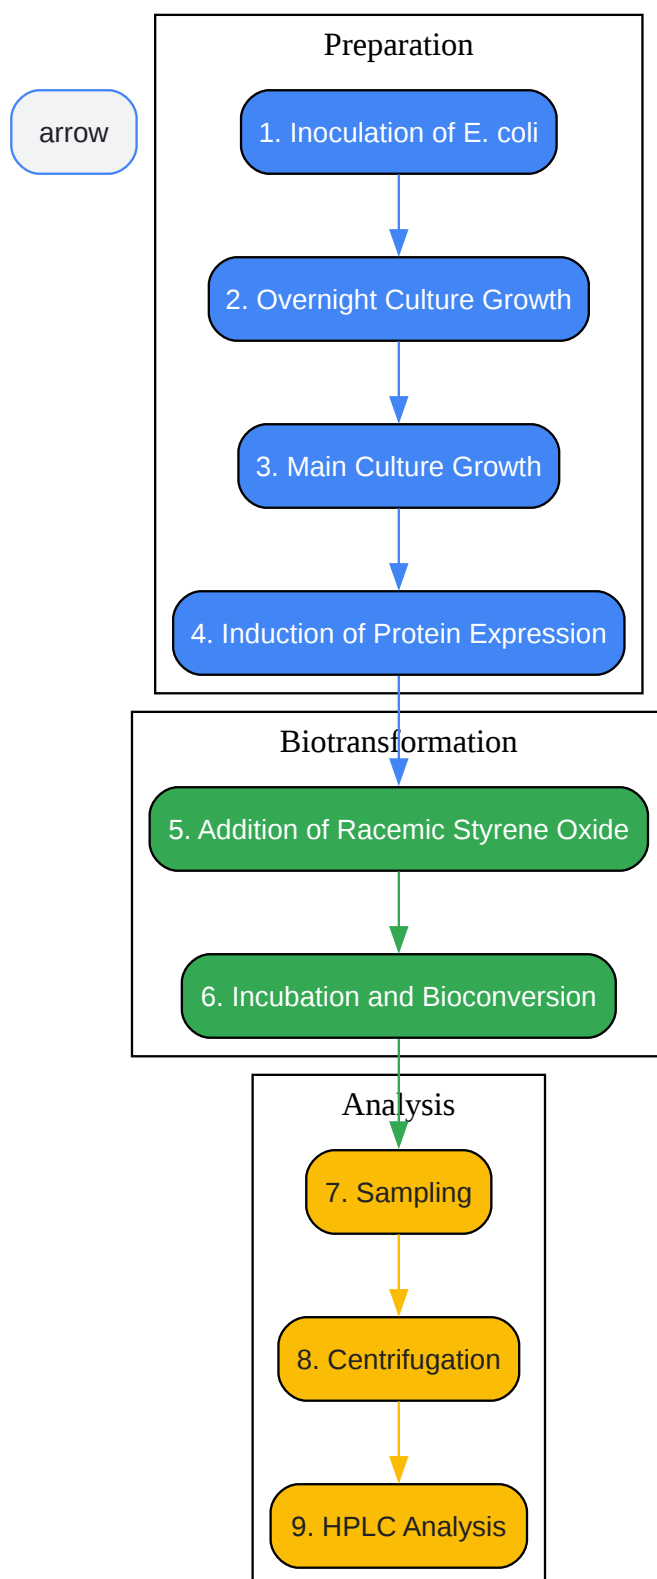 Preparation
arrow
1. Inoculation of E. coli
2. Overnight Culture Growth
3. Main Culture Growth
4. Induction of Protein Expression
Biotransformation
5. Addition of Racemic Styrene Oxide
6. Incubation and Bioconversion
Analysis
7. Sampling
8. Centrifugation
9. HPLC Analysis